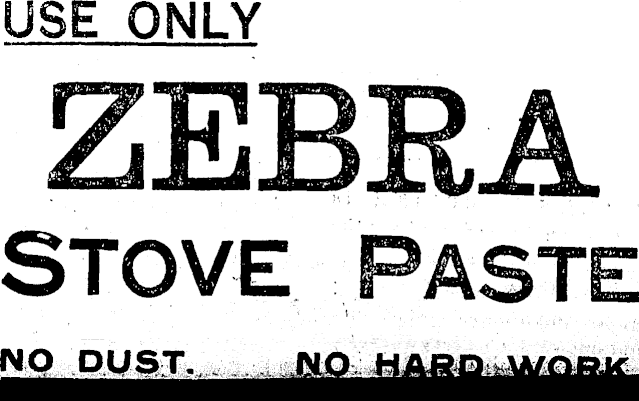 USE ONLY
ZEBRA
STOVE PASTE
NO DUST. NO HARD WORK